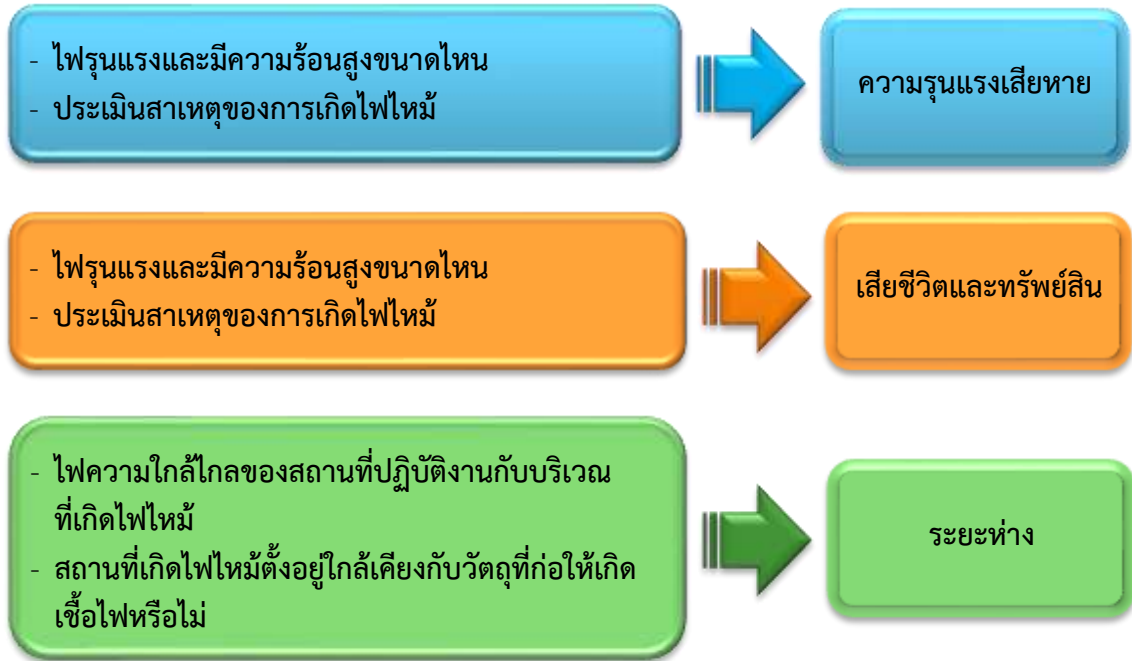 - ไฟรุนแรงและมีความร้อนสูงขนาดไหน
- ประเมินสาเหตุของการเกิดไฟไหม้
ความรุนแรงเสียหาย
- ไฟรุนแรงและมีความร้อนสูงขนาดไหน
- ประเมินสาเหตุของการเกิดไฟไหม้
เสียชีวิตและทรัพย์สิน
- ไฟความใกล้ไกลของสถานที่ปฏิบัติงานกับบริเวณ
ที่เกิดไฟไหม้
- สถานที่เกิดไฟไหม้ตั้งอยู่ใกล้เคียงกับวัตถุที่ก่อให้เกิด
เชื้อไฟหรือไม่
ระยะห่าง